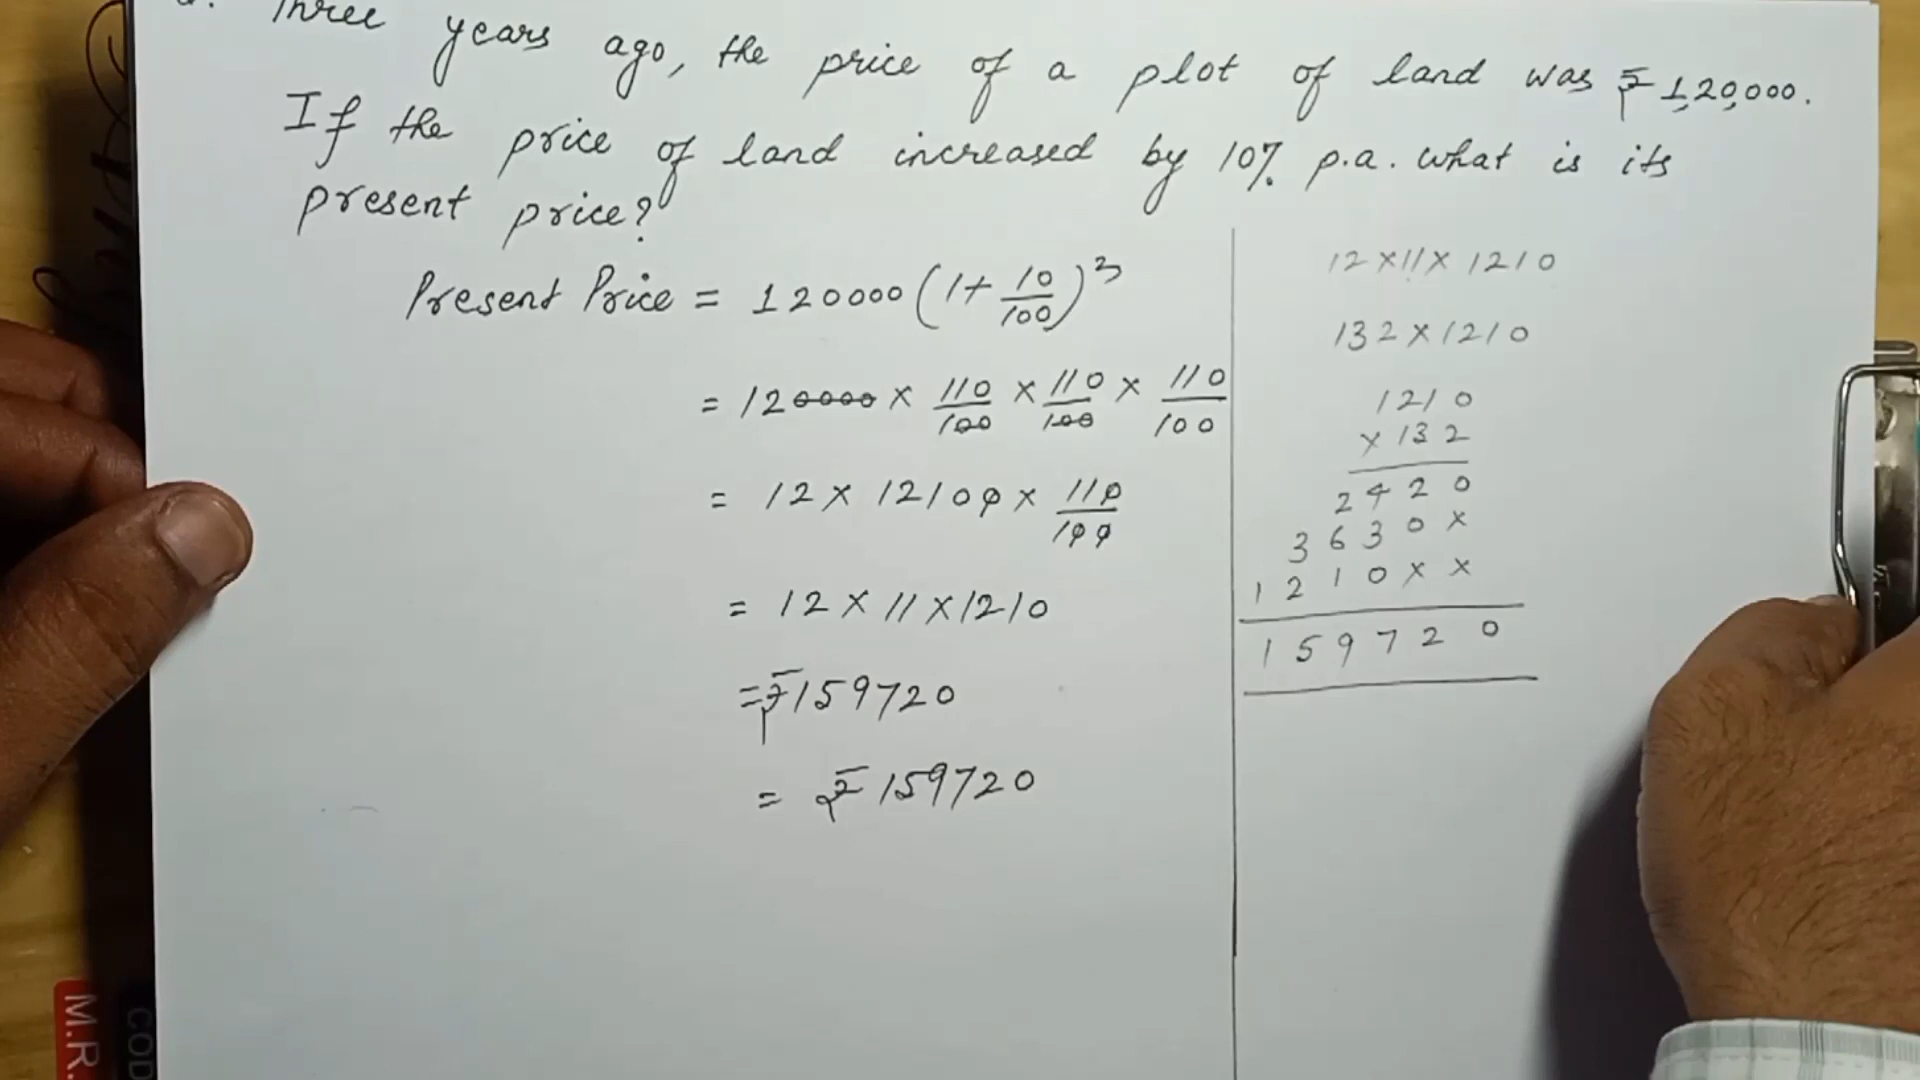 Three years ago, the price of a plot of land was ₹ 1,20,000.
If the price of land increased by 10% p.a. what is its
present price?
Present Price = 120000 (1 + 10/100)³
= 120000 × 110/100 × 110/100 × 110/100
= 12 × 12100 × 110/100
= 12 × 11 × 1210
= ₹ 159720
= ₹ 159720
12 × 11 × 1210
132 × 1210
1210
× 132
2420
3630×
1210××
159720
M.R.
COD